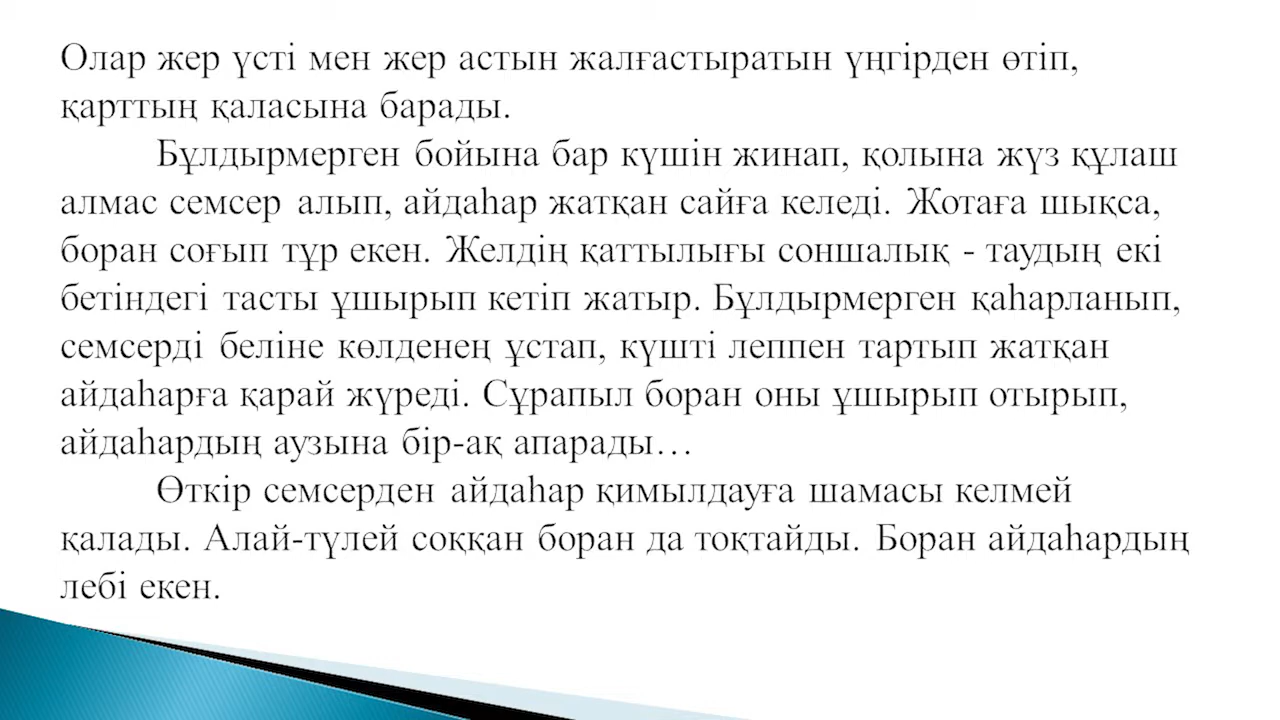 Олар жер үсті мен жер астын жалғастыратын үңгірден өтіп,
қарттың қаласына барады.
Бұлдырмерген бойына бар күшін жинап, қолына жүз құлаш
алмас семсер алып, айдаһар жатқан сайға келеді. Жотаға шықса,
боран соғып тұр екен. Желдің қаттылығы соншалық - таудың екі
бетіндегі тасты ұшырып кетіп жатыр. Бұлдырмерген қаһарланып,
семсерді беліне көлденең ұстап, күшті леппен тартып жатқан
айдаһарға қарай жүреді. Сұрапыл боран оны ұшырып отырып,
айдаһардың аузына бір-ақ апарады…
Өткір семсерден айдаһар қимылдауға шамасы келмей
қалады. Алай-түлей соққан боран да тоқтайды. Боран айдаһардың
лебі екен.